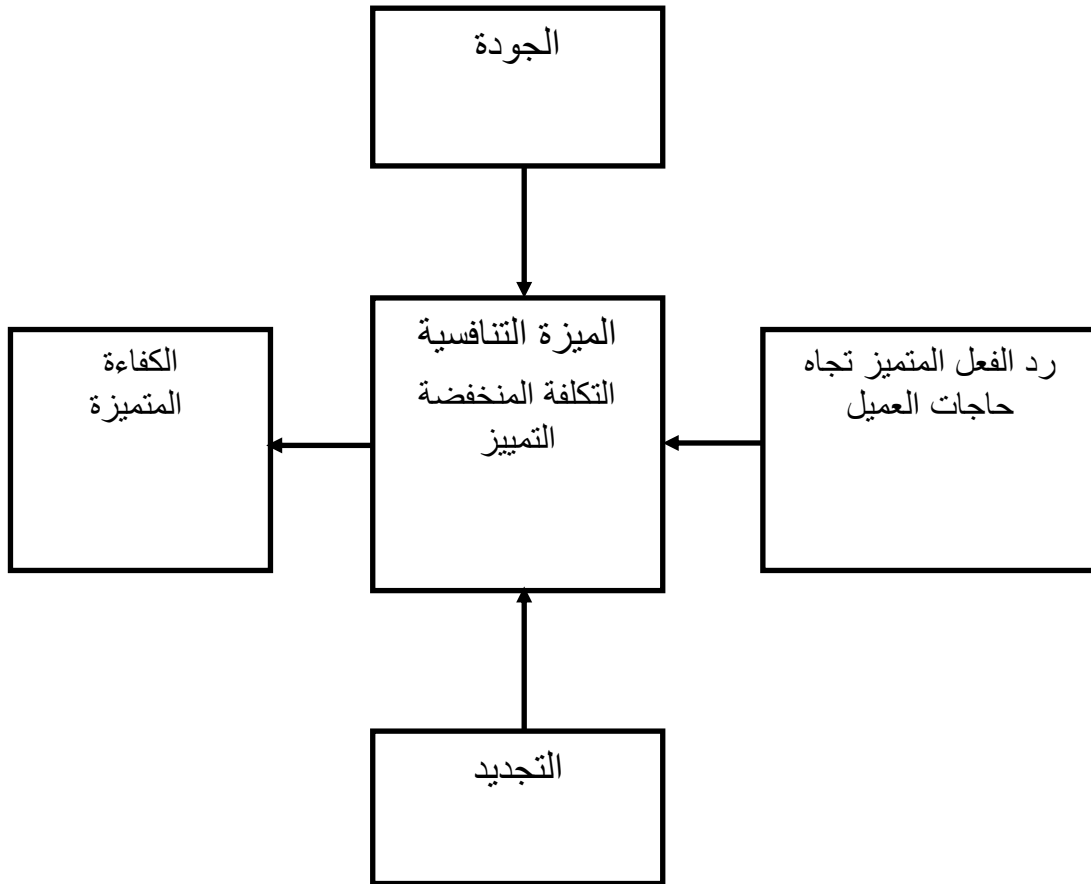 الجودة
الميزة التنافسية
التكلفة المنخفضة
التمييز
رد الفعل المتميز تجاه
حاجات العميل
الكفاءة
المتميزة
التجديد